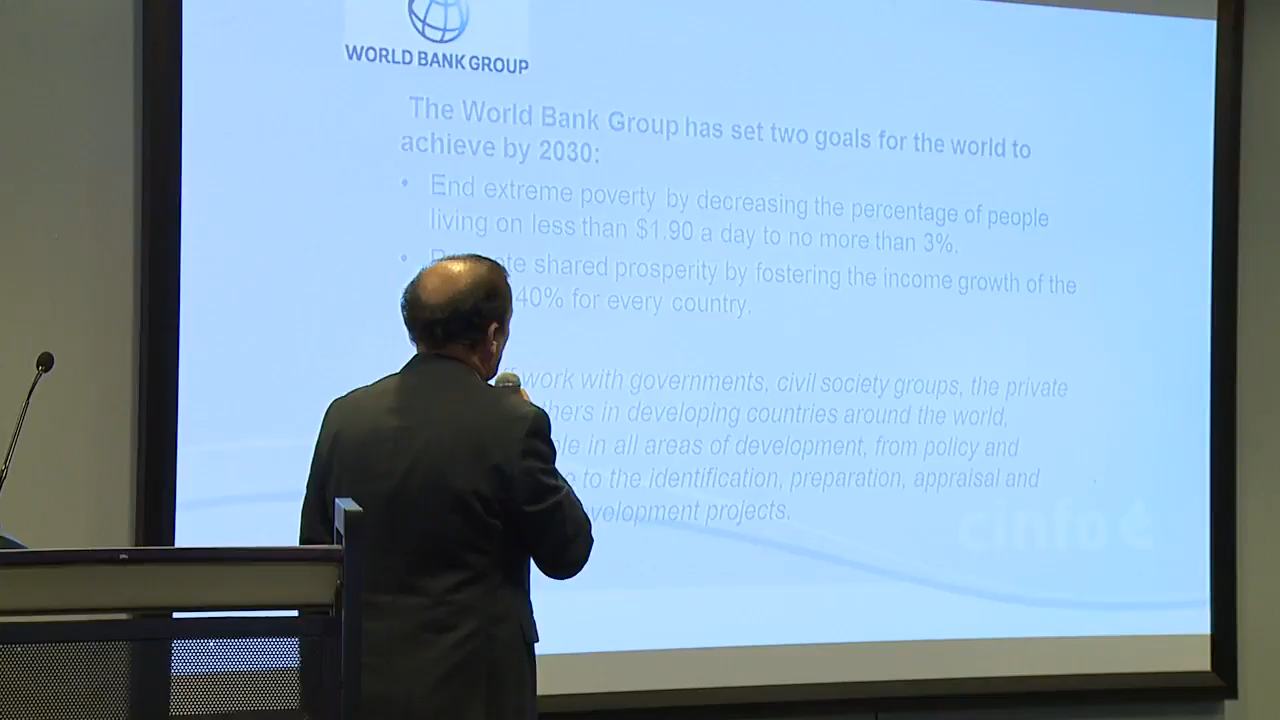 WORLD BANK GROUP
The World Bank Group has set two goals for the world to
achieve by 2030:
• End extreme poverty by decreasing the percentage of people
living on less than $1.90 a day to no more than 3%.
• shared prosperity by fostering the income growth of the
40% for every country.
work with governments, civil society groups, the private
in developing countries around the world,
in all areas of development, from policy and
to the identification, preparation, appraisal and
projects.
cinfo